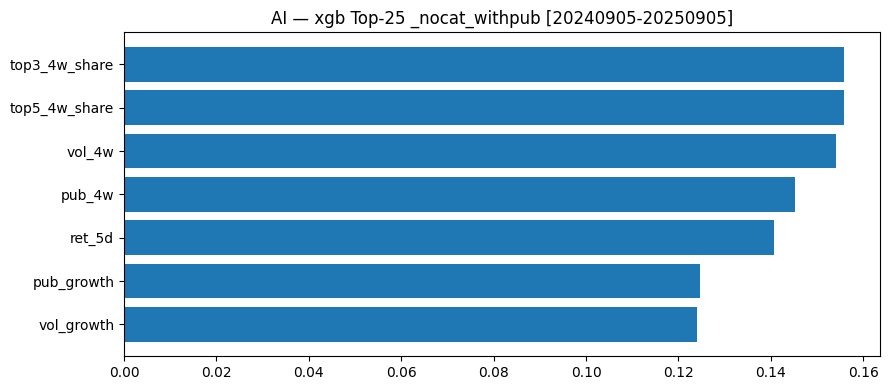 AI — xgb Top-25 _nocat_withpub [20240905-20250905]
top3_4w_share
top5_4w_share
vol_4w
pub_4w
ret_5d
pub_growth
vol_growth
0.00 0.02 0.04 0.06 0.08 0.10 0.12 0.14 0.16